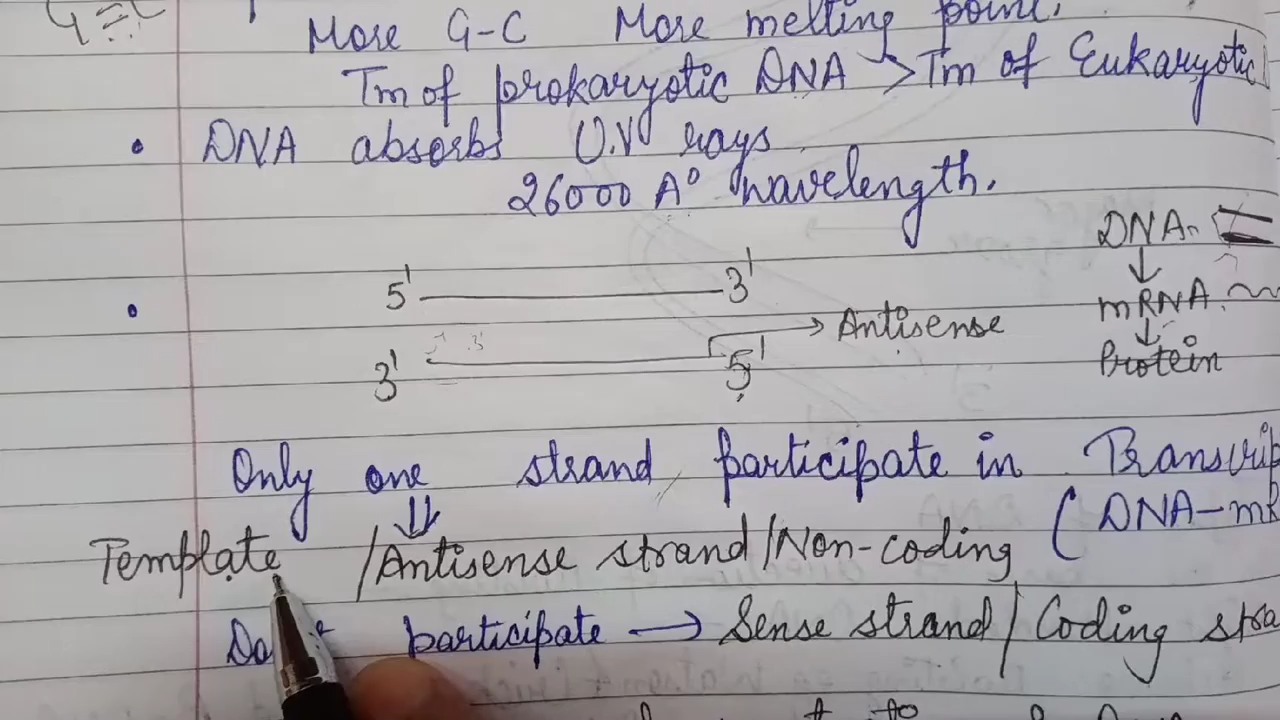 G≡C
More G-C More melting point.
Tm of prokaryotic DNA > Tm of Eukaryotic
• DNA absorbs U.V rays
26000 A° wavelength.
DNA
5' 3'
mRNA
→ Antisense
Protein
3' 5'
Only one strand participate in Transcrip
(DNA-mR
Template /Antisense strand/Non-coding
participate → Sense strand/ Coding stra